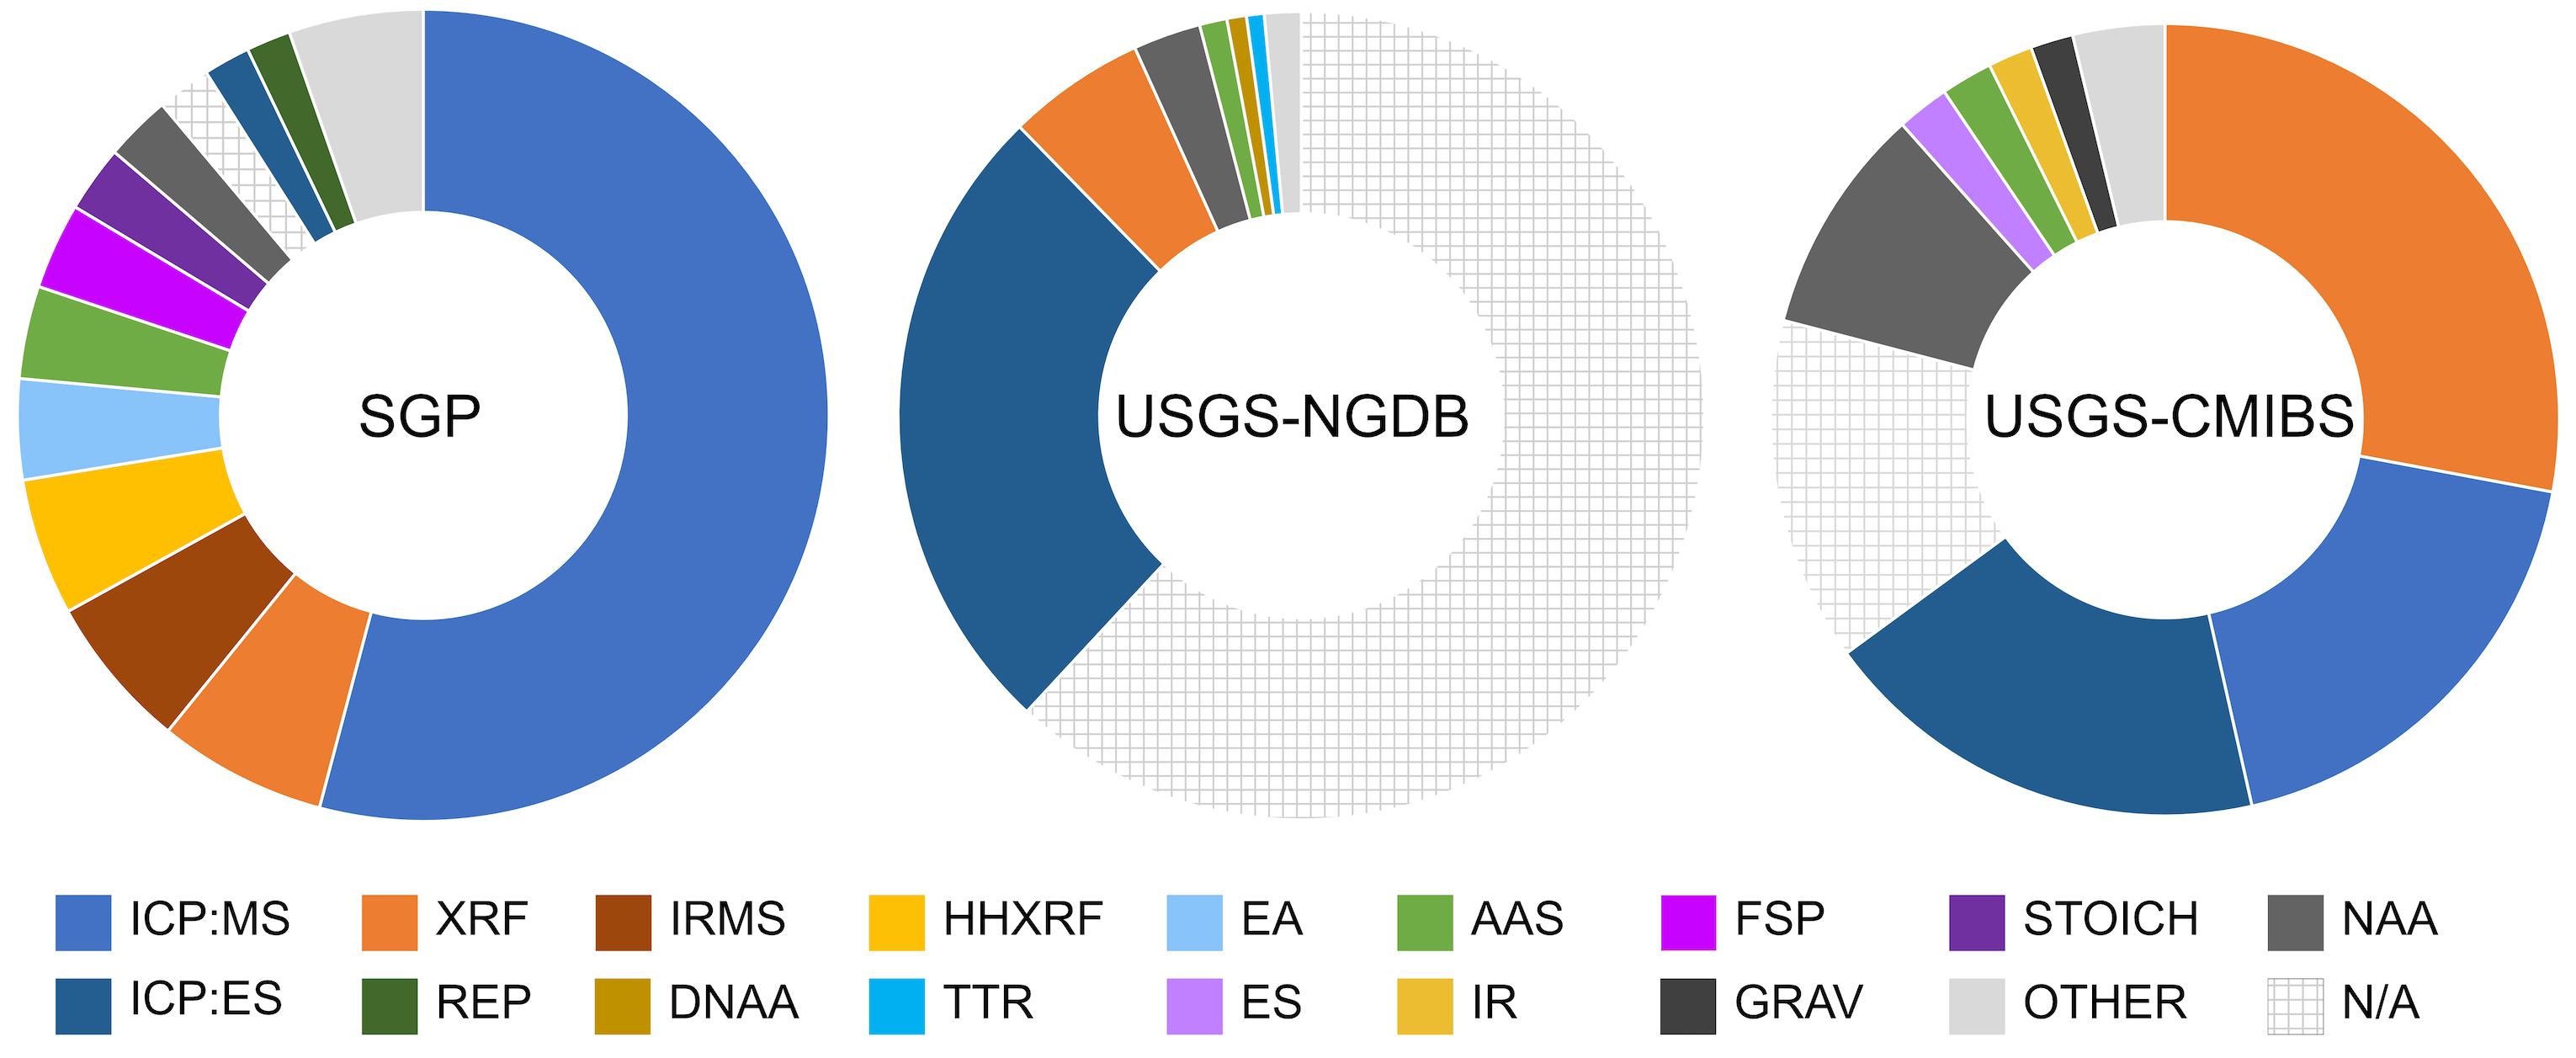 SGP
USGS-NGDB
USGS-CMIBS
ICP:MS XRF IRMS HHXRF EA AAS FSP STOICH NAA
ICP:ES REP DNAA TTR ES IR GRAV OTHER N/A